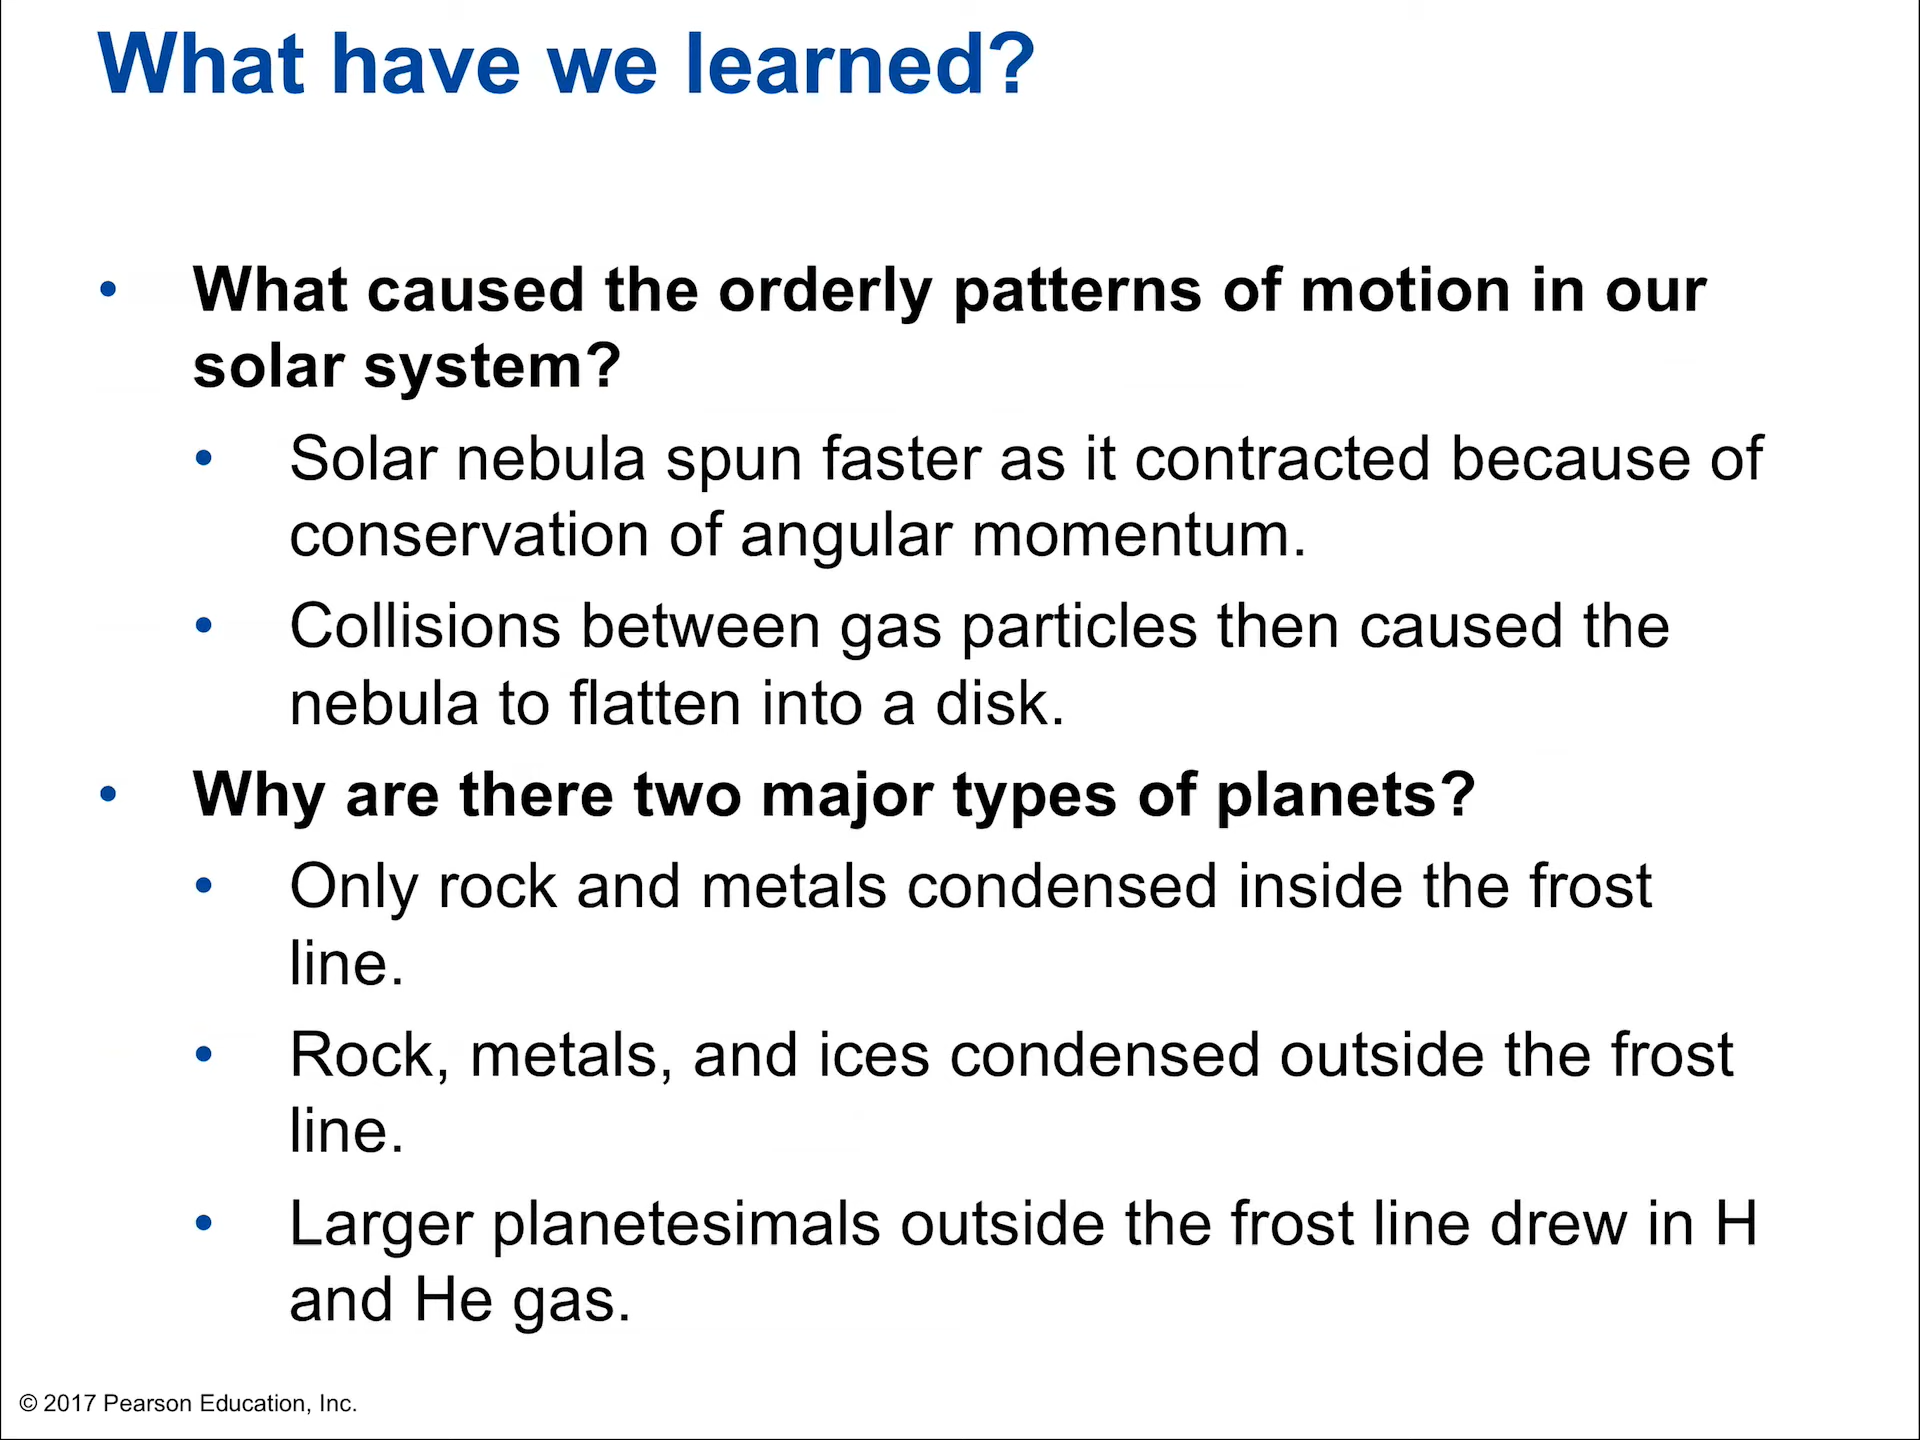 What have we learned?
• What caused the orderly patterns of motion in our
solar system?
• Solar nebula spun faster as it contracted because of
conservation of angular momentum.
• Collisions between gas particles then caused the
nebula to flatten into a disk.
• Why are there two major types of planets?
• Only rock and metals condensed inside the frost
line.
• Rock, metals, and ices condensed outside the frost
line.
• Larger planetesimals outside the frost line drew in H
and He gas.
© 2017 Pearson Education, Inc.